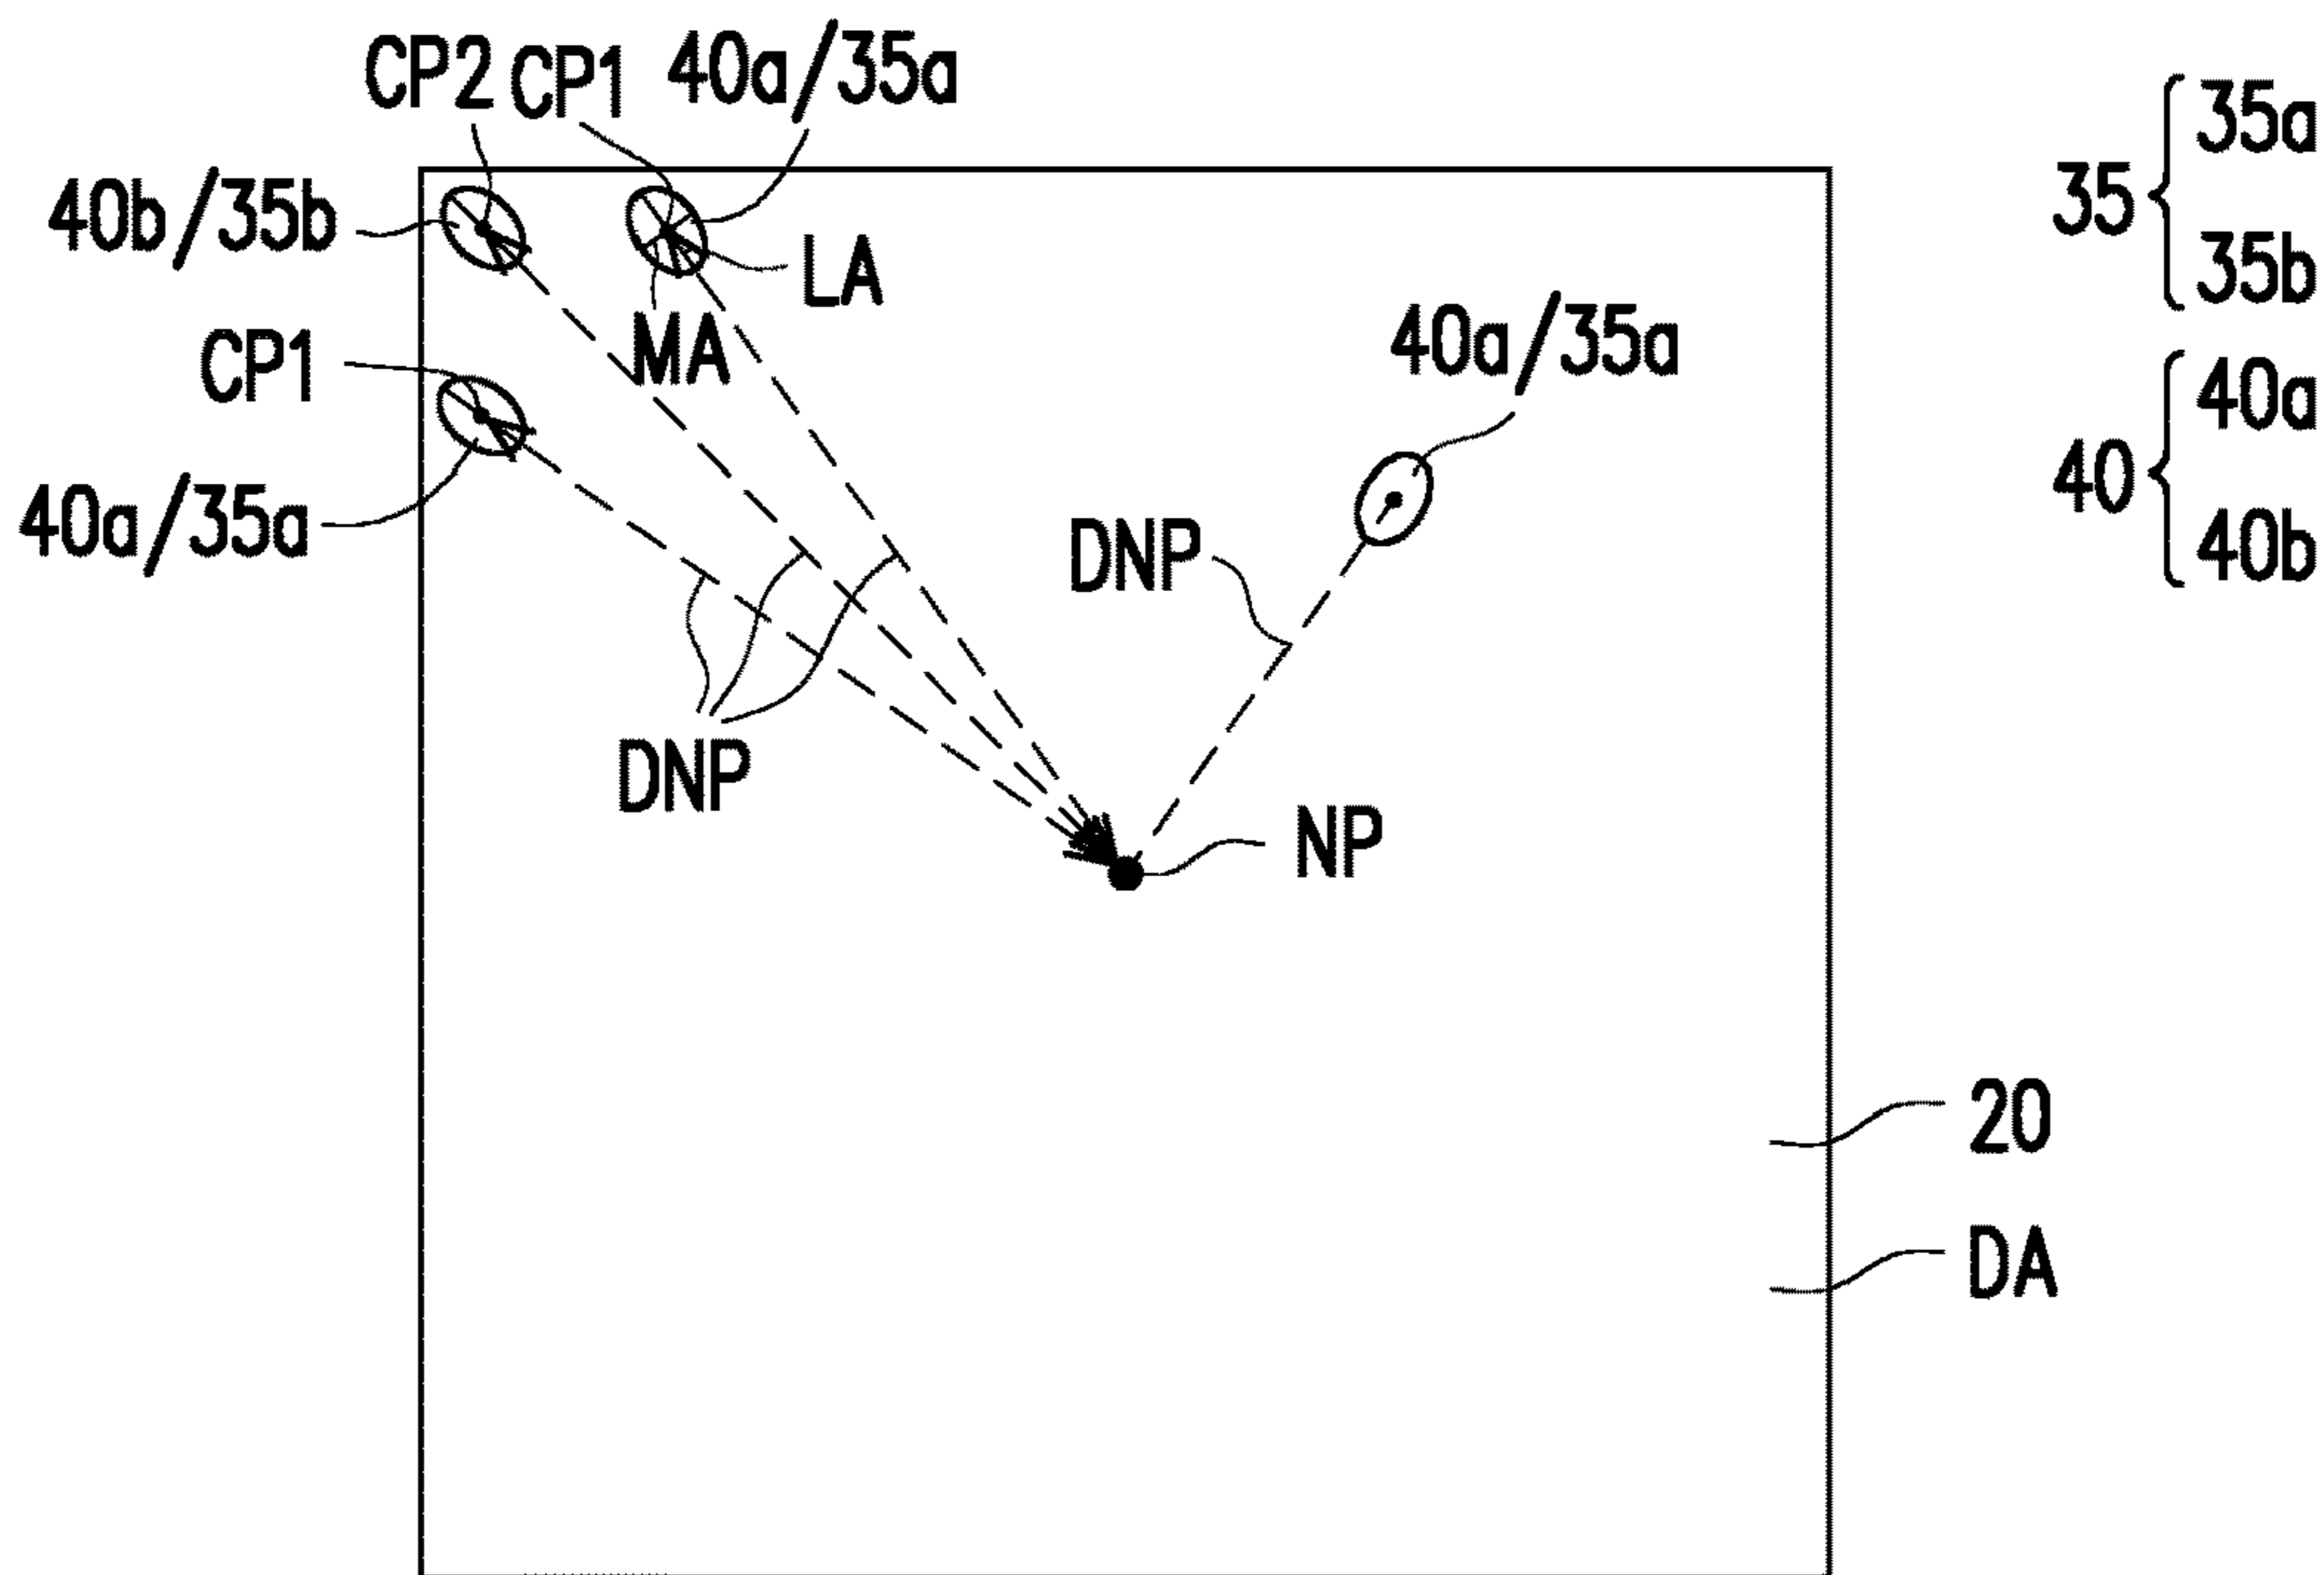 CP2 CP1 40a/35a
40b/35b
LA
MA
CP1
40a/35a
40a/35a
DNP
DNP
NP
20
DA
35 { 35a
35b
40 { 40a
40b